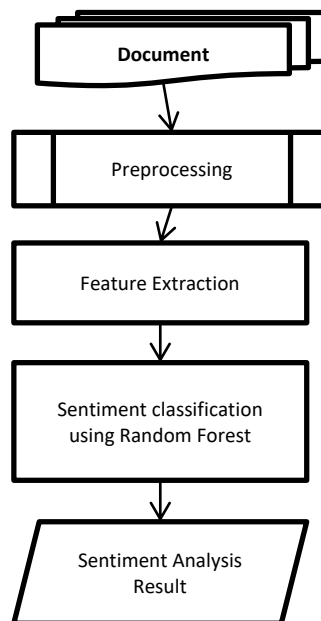 Document
Preprocessing
Feature Extraction
Sentiment classification
using Random Forest
Sentiment Analysis
Result